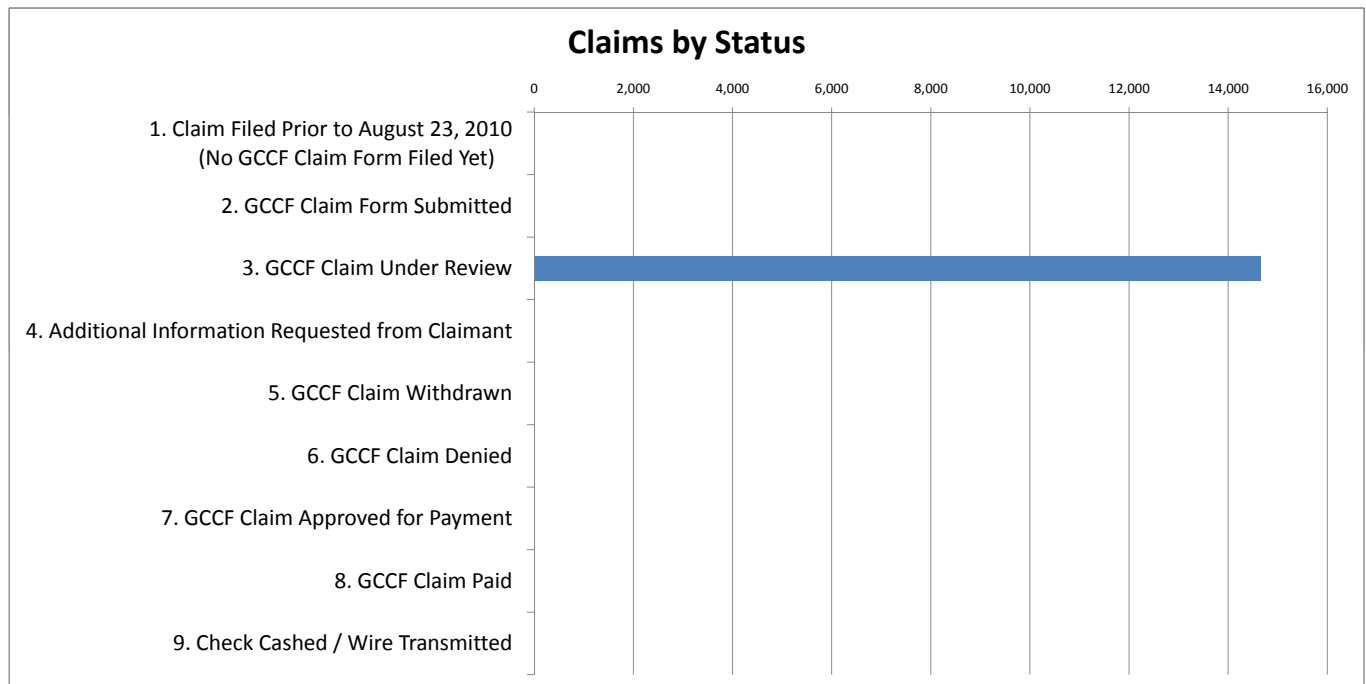 Claims by Status
0 2,000 4,000 6,000 8,000 10,000 12,000 14,000 16,000
1. Claim Filed Prior to August 23, 2010
(No GCCF Claim Form Filed Yet)
2. GCCF Claim Form Submitted
3. GCCF Claim Under Review
4. Additional Information Requested from Claimant
5. GCCF Claim Withdrawn
6. GCCF Claim Denied
7. GCCF Claim Approved for Payment
8. GCCF Claim Paid
9. Check Cashed / Wire Transmitted